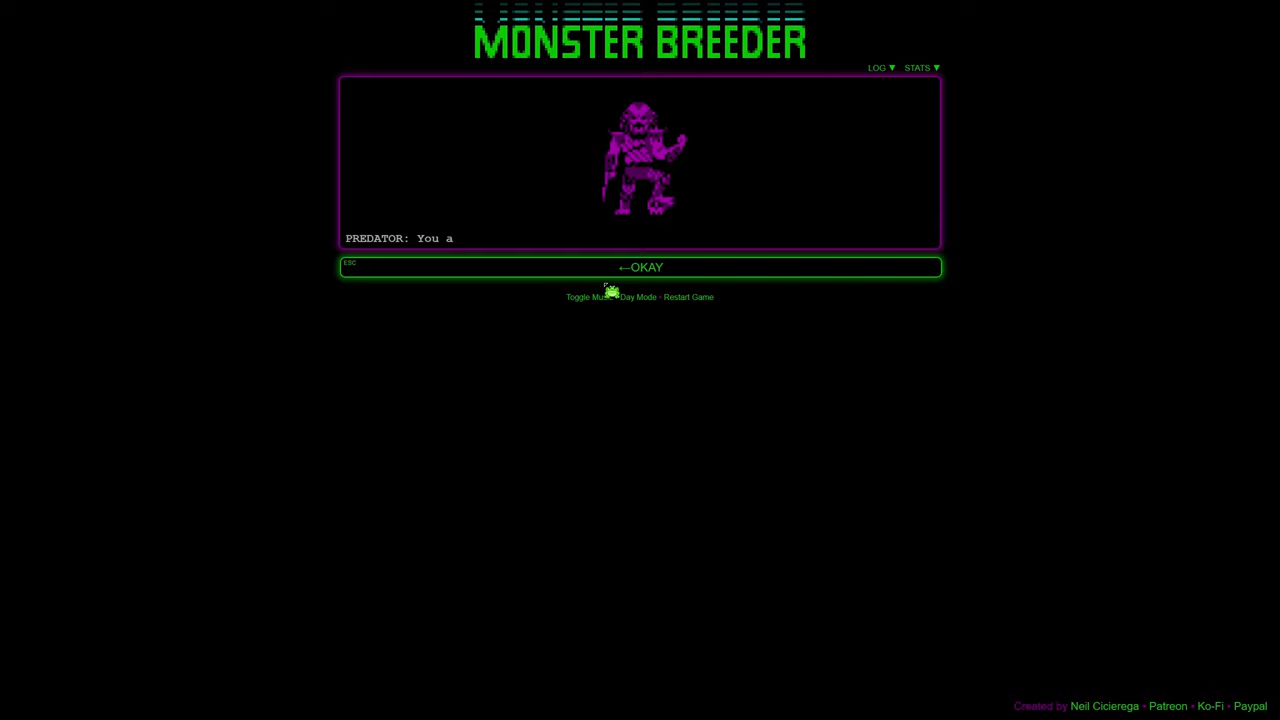 MONSTER BREEDER
LOG ▼ STATS ▼
PREDATOR: You a
ESC
←OKAY
Toggle • Day Mode • Restart Game
Created by Neil Cicierega • Patreon • Ko-Fi • Paypal